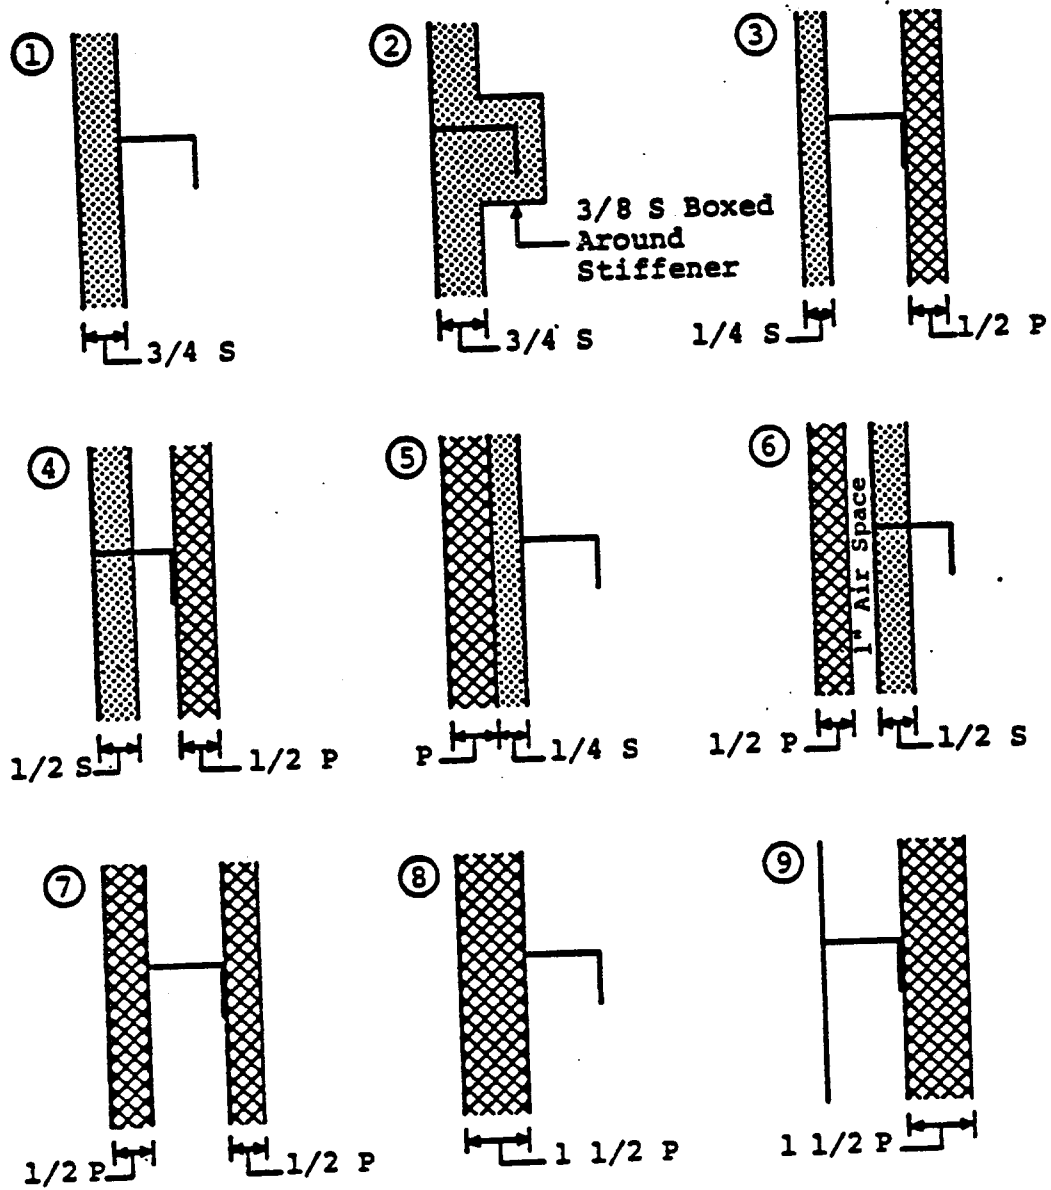 1
2
3
3/8 S Boxed
Around
Stiffener
3/4 S
3/4 S
1/4 S
1/2 P
4
5
6
1" Air Space
1/2 S
1/2 P
P
1/4 S
1/2 P
1/2 S
7
8
9
1/2 P
1/2 P
1 1/2 P
1 1/2 P